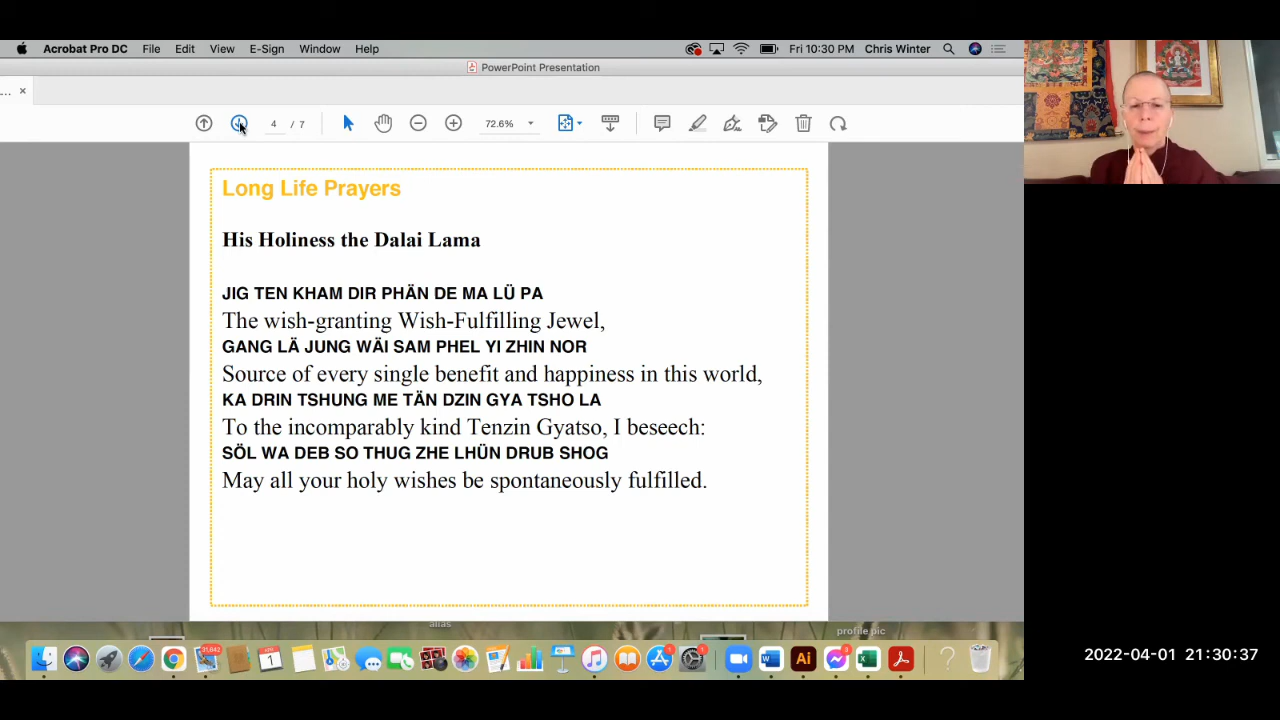 Acrobat Pro DC File Edit View E-Sign Window Help Fri 10:30 PM Chris Winter
PowerPoint Presentation
... ×
4 / 7 72.6%
Long Life Prayers
His Holiness the Dalai Lama
JIG TEN KHAM DIR PHÄN DE MA LÜ PA
The wish-granting Wish-Fulfilling Jewel,
GANG LÄ JUNG WÄI SAM PHEL YI ZHIN NOR
Source of every single benefit and happiness in this world,
KA DRIN TSHUNG ME TÄN DZIN GYA TSHO LA
To the incomparably kind Tenzin Gyatso, I beseech:
SÖL WA DEB SO THUG ZHE LHÜN DRUB SHOG
May all your holy wishes be spontaneously fulfilled.
alias
profile pic
1
Ai
2022-04-01 21:30:37